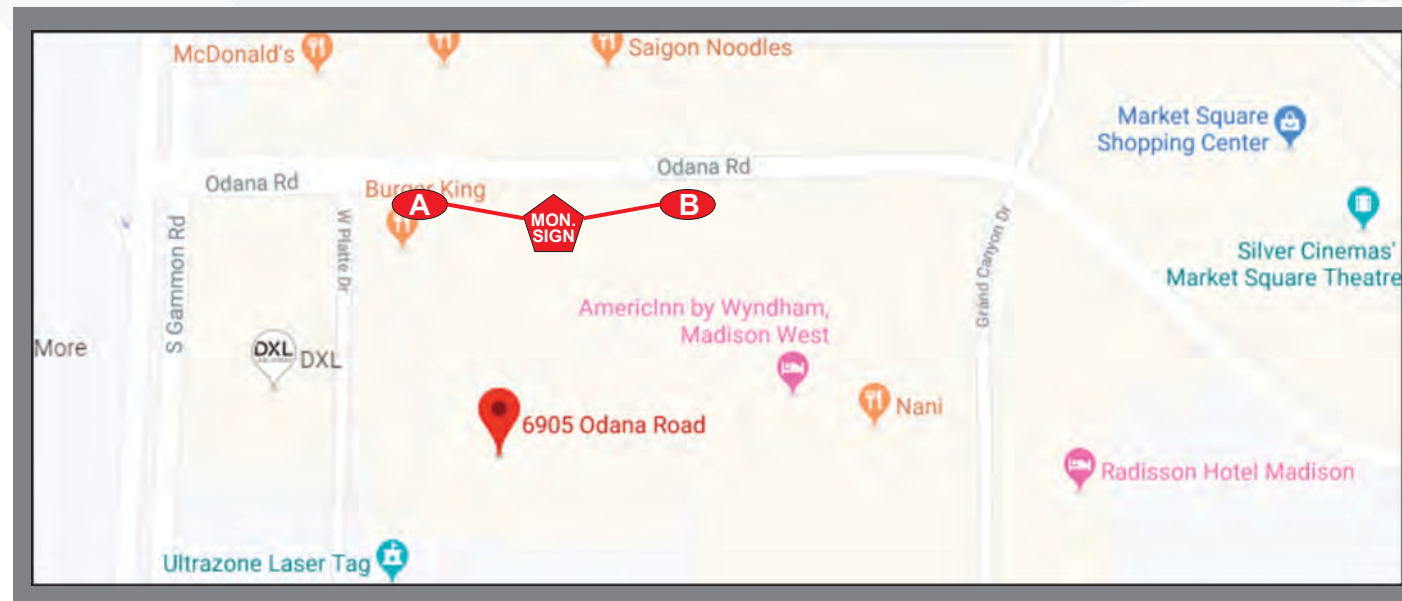 McDonald's
Saigon Noodles
Market Square
Shopping Center
Odana Rd
Odana Rd
Burger King
A
MON.
SIGN
B
W Platte Dr
S Gammon Rd
Grand Canyon Dr
Silver Cinemas'
Market Square Theatre
AmericInn by Wyndham,
Madison West
More
DXL
DXL
Nani
6905 Odana Road
Radisson Hotel Madison
Ultrazone Laser Tag